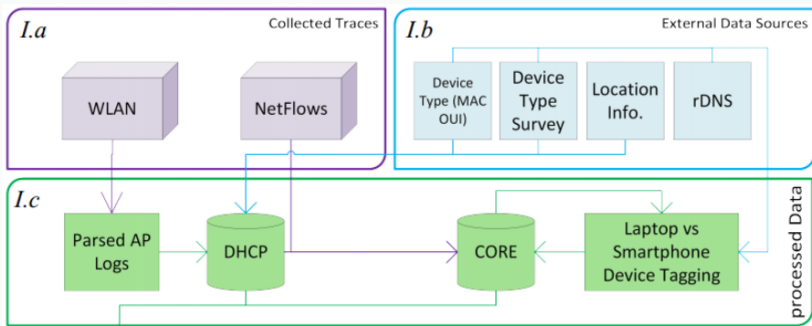 I.a
Collected Traces
WLAN
NetFlows
I.b
External Data Sources
Device
Type (MAC
OUI)
Device
Type
Survey
Location
Info.
rDNS
I.c
Parsed AP
Logs
DHCP
CORE
Laptop vs
Smartphone
Device Tagging
processed Data